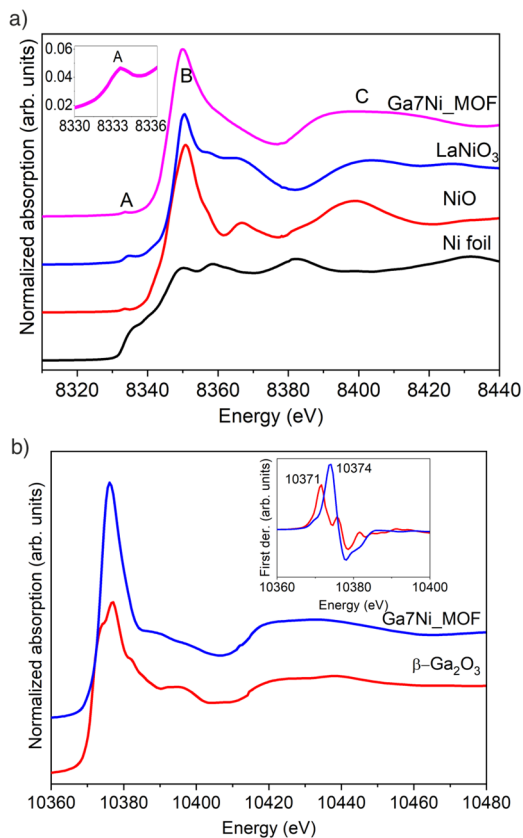 a)
0.06
0.04
0.02
A
8330 8333 8336
A
B
C
Ga7Ni_MOF
LaNiO3
NiO
Ni foil
Normalized absorption (arb. units)
8320 8340 8360 8380 8400 8420 8440
Energy (eV)
b)
10371
10374
First der. (arb. units)
10360 10380 10400
Energy (eV)
Ga7Ni_MOF
β–Ga2O3
Normalized absorption (arb. units)
10360 10380 10400 10420 10440 10460 10480
Energy (eV)